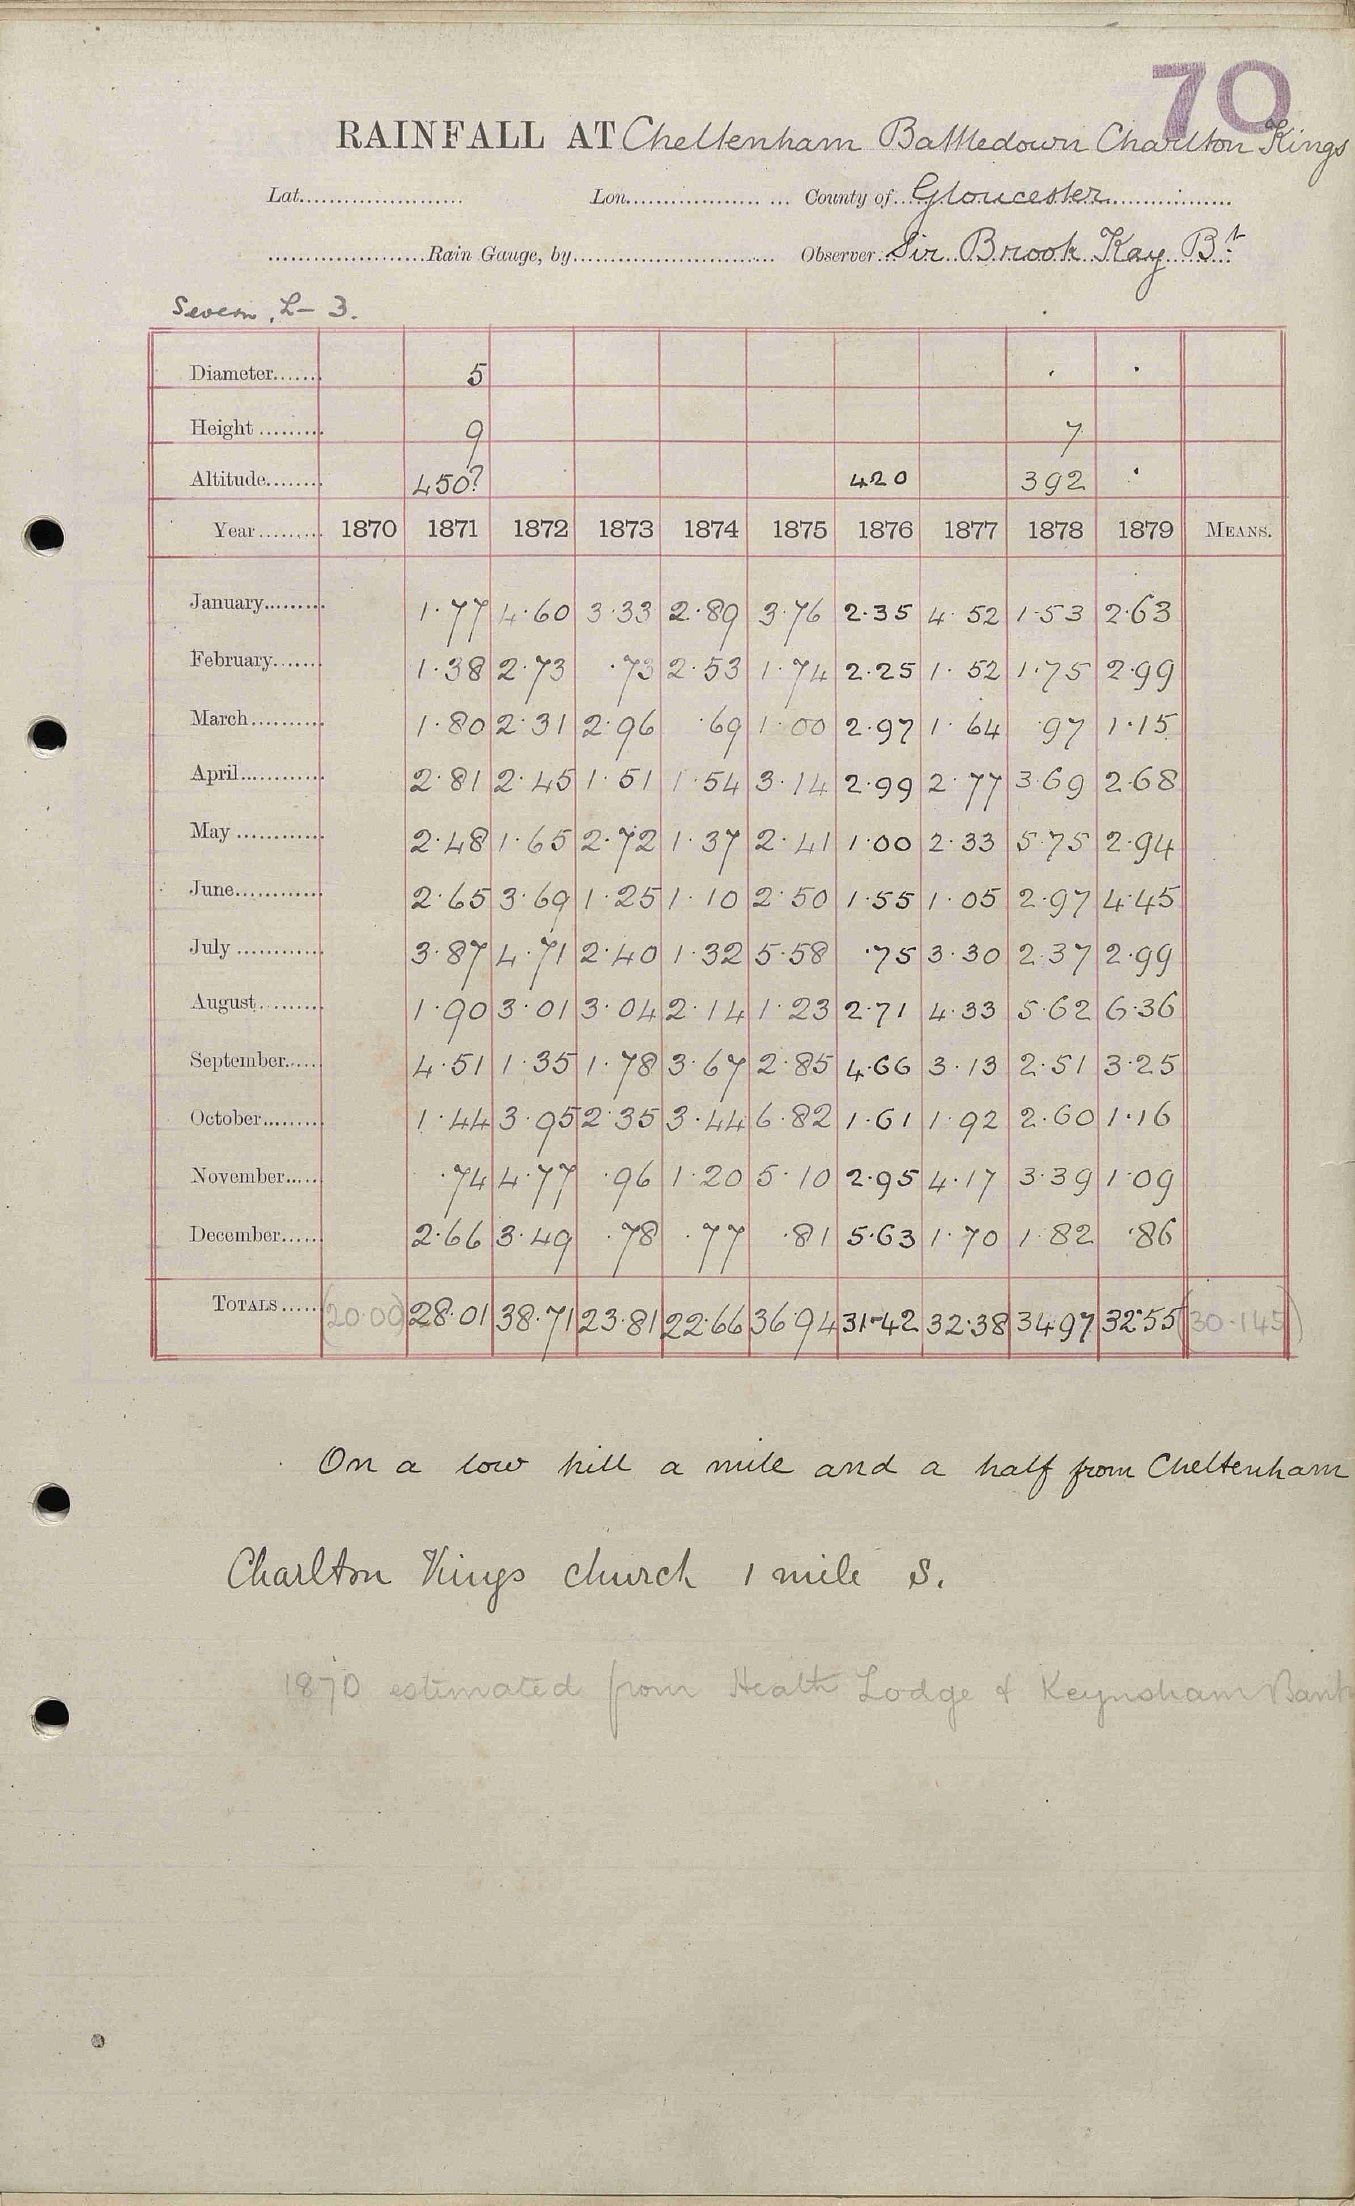 70
RAINFALL AT Cheltenham Battledown Charlton Kings
Lat. Lon. County of Gloucester
Rain Gauge, by Observer Sir Brook Kay Bt
Severn, L- 3.
Diameter 5
Height 9 7
Altitude 450? 420 392
Year 1870 1871 1872 1873 1874 1875 1876 1877 1878 1879 MEANS.
January 1.77 4.60 3.33 2.89 3.76 2.35 4.52 1.53 2.63
February 1.38 2.73 .73 2.53 1.74 2.25 1.52 1.75 2.99
March 1.80 2.31 2.96 .69 1.00 2.97 1.64 .97 1.15
April 2.81 2.45 1.51 1.54 3.14 2.99 2.77 3.69 2.68
May 2.48 1.65 2.72 1.37 2.41 1.00 2.33 5.75 2.94
June 2.65 3.69 1.25 1.10 2.50 1.55 1.05 2.97 4.45
July 3.87 4.71 2.40 1.32 5.58 .75 3.30 2.37 2.99
August 1.90 3.01 3.04 2.14 1.23 2.71 4.33 5.62 6.36
September 4.51 1.35 1.78 3.67 2.85 4.66 3.13 2.51 3.25
October 1.44 3.95 2.35 3.44 6.82 1.61 1.92 2.60 1.16
November .74 4.77 .96 1.20 5.10 2.95 4.17 3.39 1.09
December 2.66 3.49 .78 .77 .81 5.63 1.70 1.82 .86
TOTALS (20.00) 28.01 38.71 23.81 22.66 36.94 31.42 32.38 34.97 32.55 (30.145)
On a low hill a mile and a half from Cheltenham
Charlton Kings church 1 mile S.
1870 estimated from Heath Lodge & Keynsham Bank